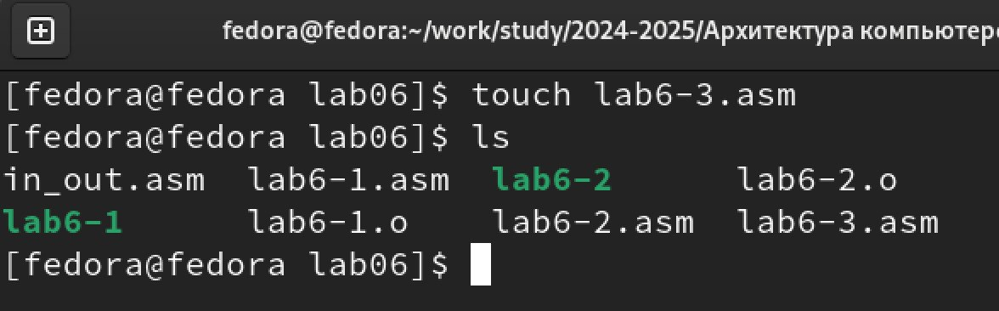 fedora@fedora:~/work/study/2024-2025/Архитектура компьютер
[fedora@fedora lab06]$ touch lab6-3.asm
[fedora@fedora lab06]$ ls
in_out.asm  lab6-1.asm  lab6-2      lab6-2.o
lab6-1      lab6-1.o    lab6-2.asm  lab6-3.asm
[fedora@fedora lab06]$